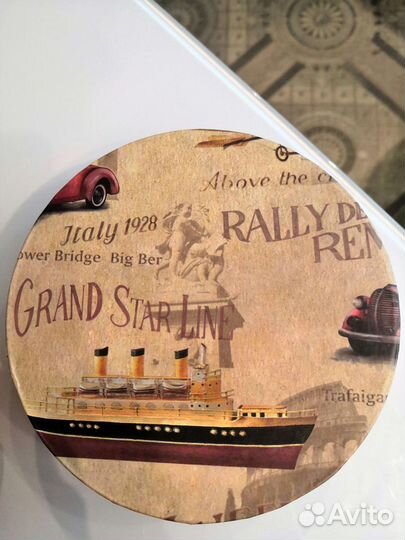 Above the c
Italy 1928
RALLY DE
REN
ower Bridge Big Ber
GRAND STAR LINE
Trafalga
Avito